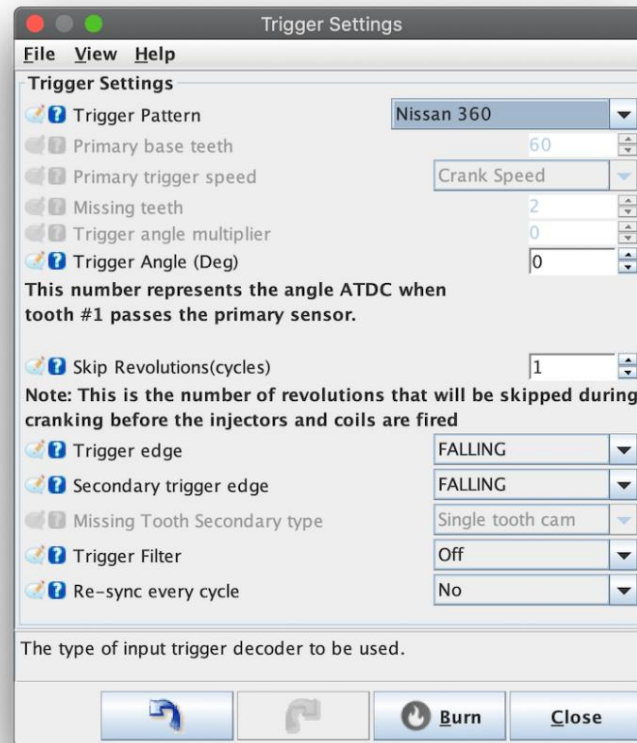 Trigger Settings
File View Help
Trigger Settings
Trigger Pattern Nissan 360
Primary base teeth 60
Primary trigger speed Crank Speed
Missing teeth 2
Trigger angle multiplier 0
Trigger Angle (Deg) 0
This number represents the angle ATDC when
tooth #1 passes the primary sensor.
Skip Revolutions(cycles) 1
Note: This is the number of revolutions that will be skipped during
cranking before the injectors and coils are fired
Trigger edge FALLING
Secondary trigger edge FALLING
Missing Tooth Secondary type Single tooth cam
Trigger Filter Off
Re-sync every cycle No
The type of input trigger decoder to be used.
Burn Close